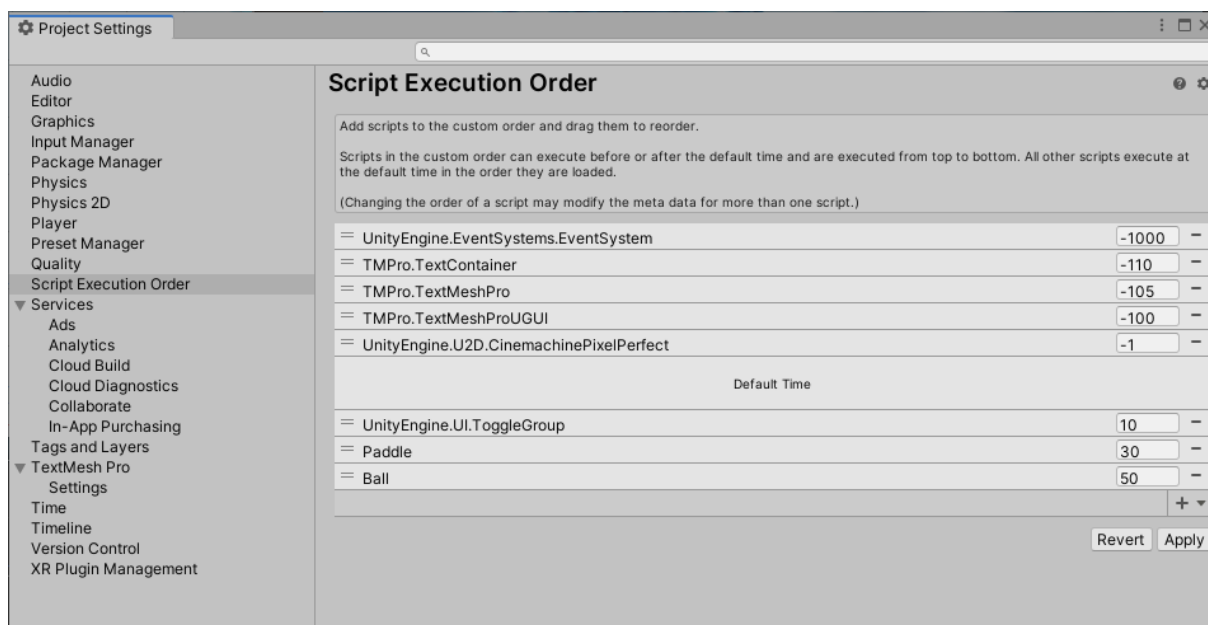 Project Settings
Audio
Editor
Graphics
Input Manager
Package Manager
Physics
Physics 2D
Player
Preset Manager
Quality
Script Execution Order
Services
Ads
Analytics
Cloud Build
Cloud Diagnostics
Collaborate
In-App Purchasing
Tags and Layers
TextMesh Pro
Settings
Time
Timeline
Version Control
XR Plugin Management
Script Execution Order
Add scripts to the custom order and drag them to reorder.
Scripts in the custom order can execute before or after the default time and are executed from top to bottom. All other scripts execute at
the default time in the order they are loaded.
(Changing the order of a script may modify the meta data for more than one script.)
UnityEngine.EventSystems.EventSystem -1000
TMPro.TextContainer -110
TMPro.TextMeshPro -105
TMPro.TextMeshProUGUI -100
UnityEngine.U2D.CinemachinePixelPerfect -1
Default Time
UnityEngine.UI.ToggleGroup 10
Paddle 30
Ball 50
Revert Apply